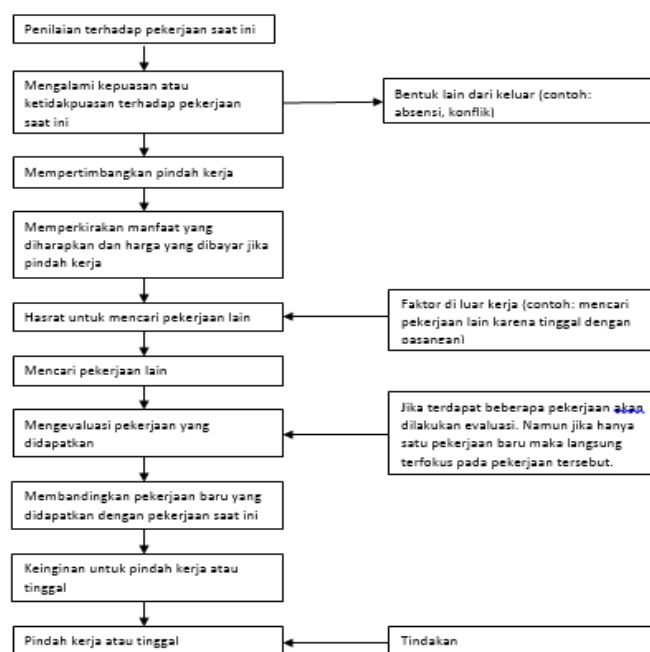 Penilaian terhadap pekerjaan saat ini
Mengalami kepuasan atau
ketidakpuasan terhadap pekerjaan
saat ini
Bentuk lain dari keluar (contoh:
absensi, konflik)
Mempertimbangkan pindah kerja
Memperkirakan manfaat yang
diharapkan dan harga yang dibayar jika
pindah kerja
Hasrat untuk mencari pekerjaan lain
Faktor di luar kerja (contoh: mencari
pekerjaan lain karena tinggal dengan
pasangan)
Mencari pekerjaan lain
Mengevaluasi pekerjaan yang
didapatkan
Jika terdapat beberapa pekerjaan akan
dilakukan evaluasi. Namun jika hanya
satu pekerjaan baru maka langsung
terfokus pada pekerjaan tersebut.
Membandingkan pekerjaan baru yang
didapatkan dengan pekerjaan saat ini
Keinginan untuk pindah kerja atau
tinggal
Pindah kerja atau tinggal
Tindakan